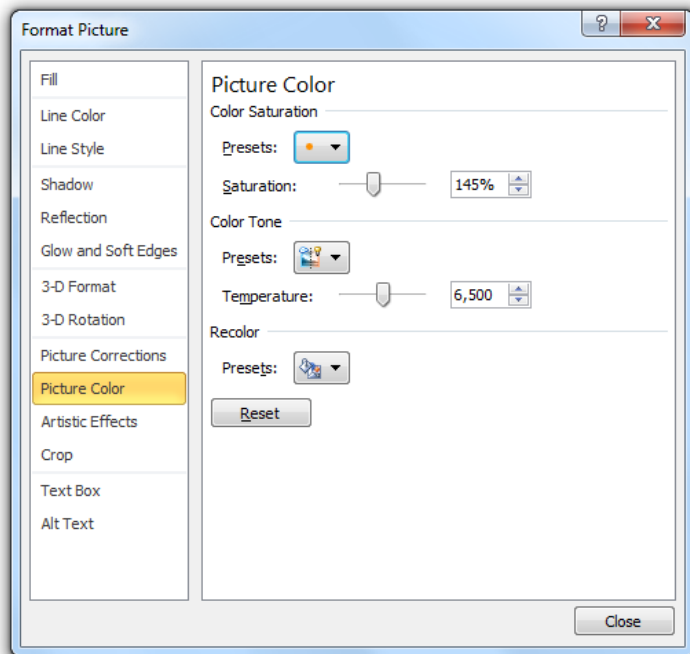 Format Picture
?
Fill
Line Color
Line Style
Shadow
Reflection
Glow and Soft Edges
3-D Format
3-D Rotation
Picture Corrections
Picture Color
Artistic Effects
Crop
Text Box
Alt Text
Picture Color
Color Saturation
Presets:
Saturation: 145%
Color Tone
Presets:
Temperature: 6,500
Recolor
Presets:
Reset
Close